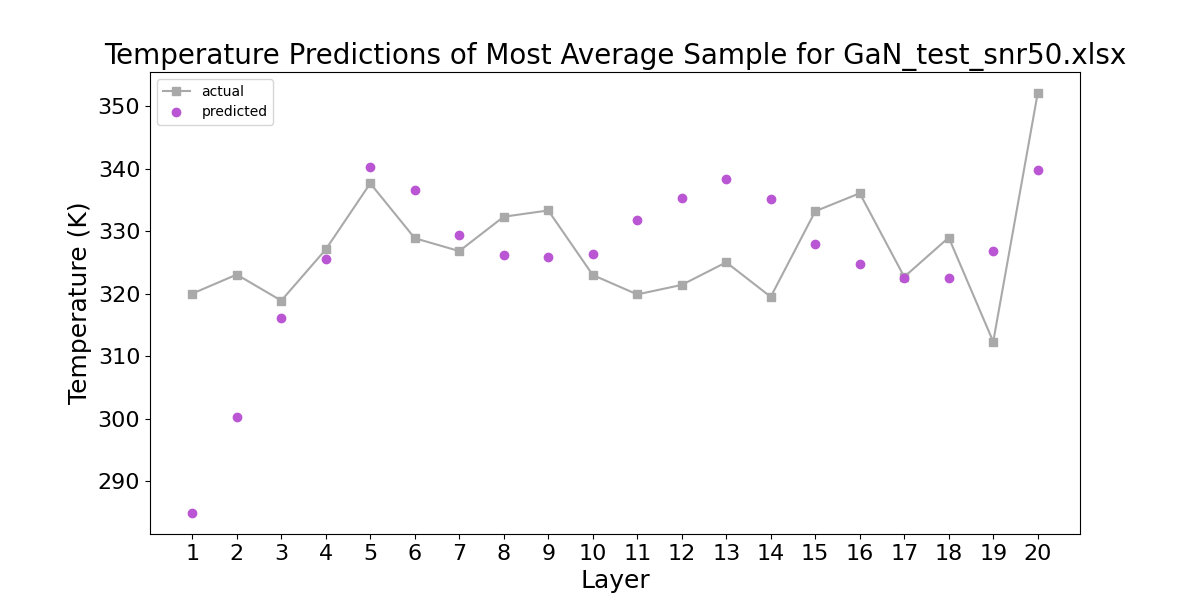 Temperature Predictions of Most Average Sample for GaN_test_snr50.xlsx
actual
predicted
350
340
330
320
310
300
290
Temperature (K)
1 2 3 4 5 6 7 8 9 10 11 12 13 14 15 16 17 18 19 20
Layer